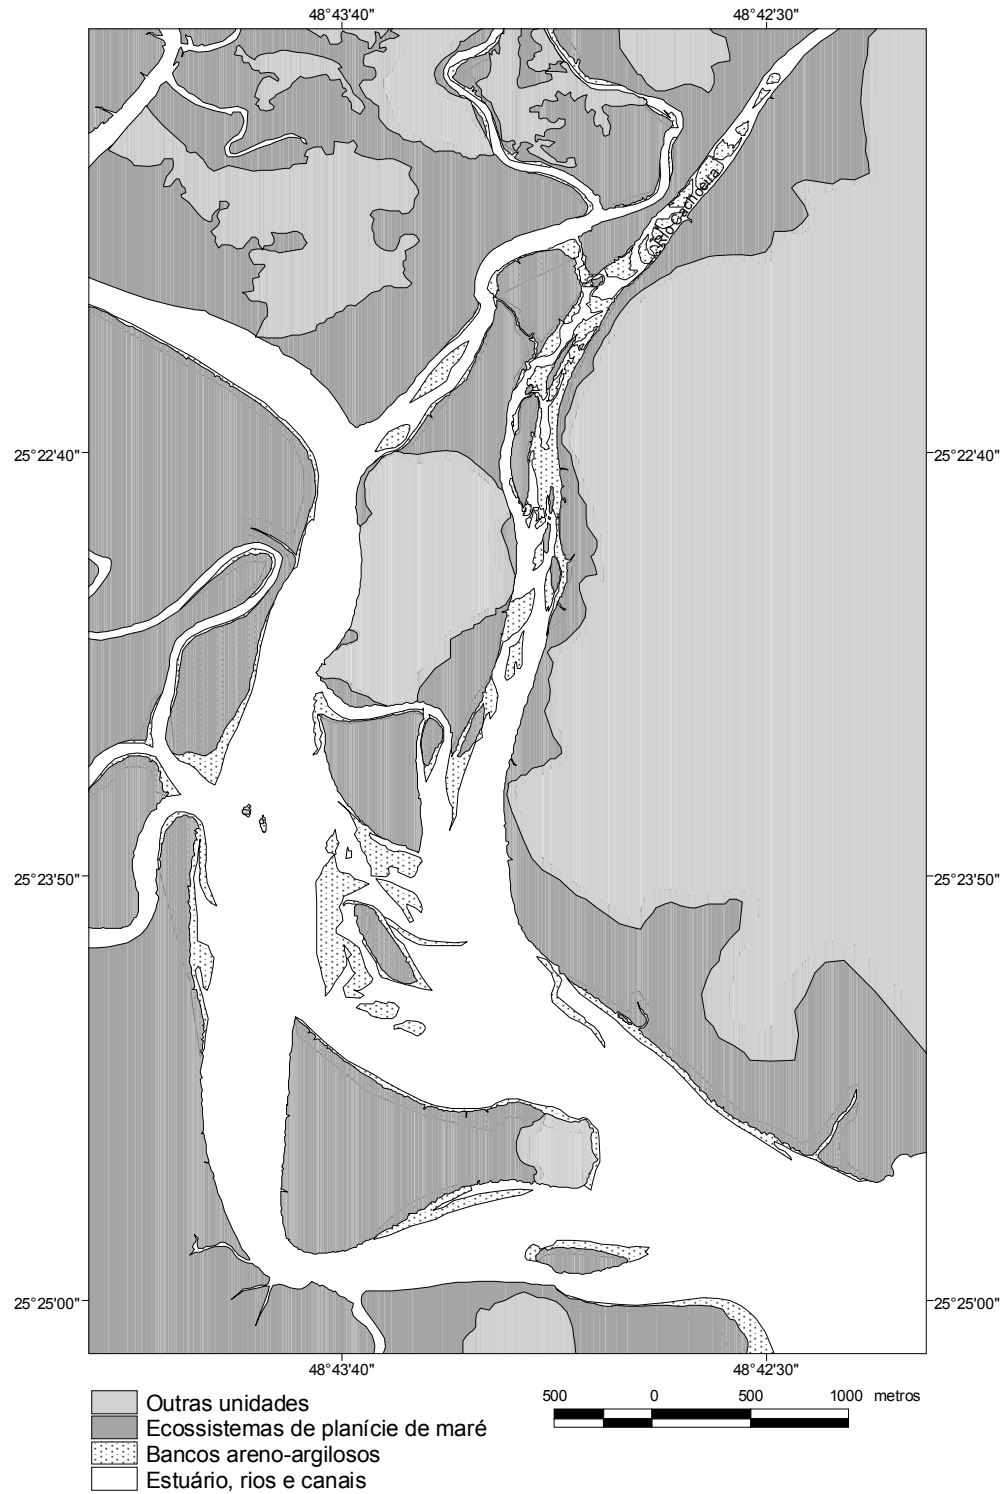 48°43'40" 48°42'30"
Rio Cachoeira
25°22'40" 25°22'40"
25°23'50" 25°23'50"
25°25'00" 25°25'00"
48°43'40" 48°42'30"
500 0 500 1000 metros
Outras unidades
Ecossistemas de planície de maré
Bancos areno-argilosos
Estuário, rios e canais